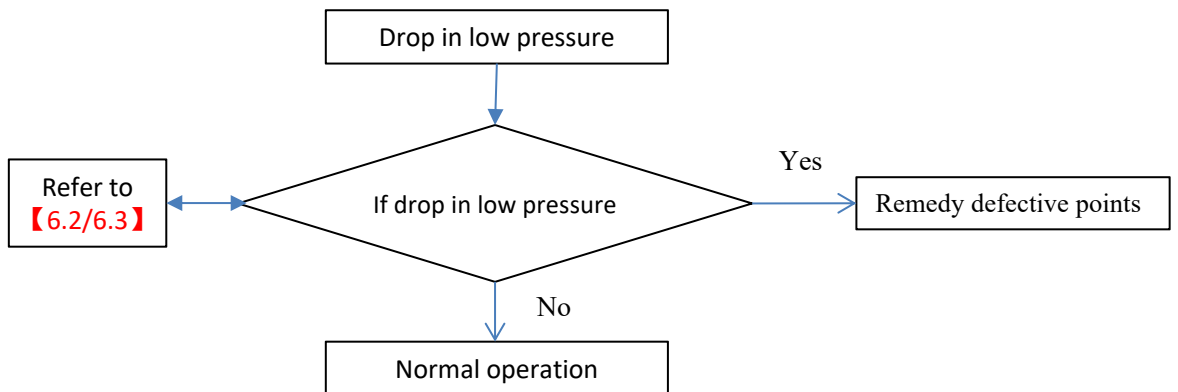 Drop in low pressure
Yes
Refer to
【6.2/6.3】
If drop in low pressure
Remedy defective points
No
Normal operation